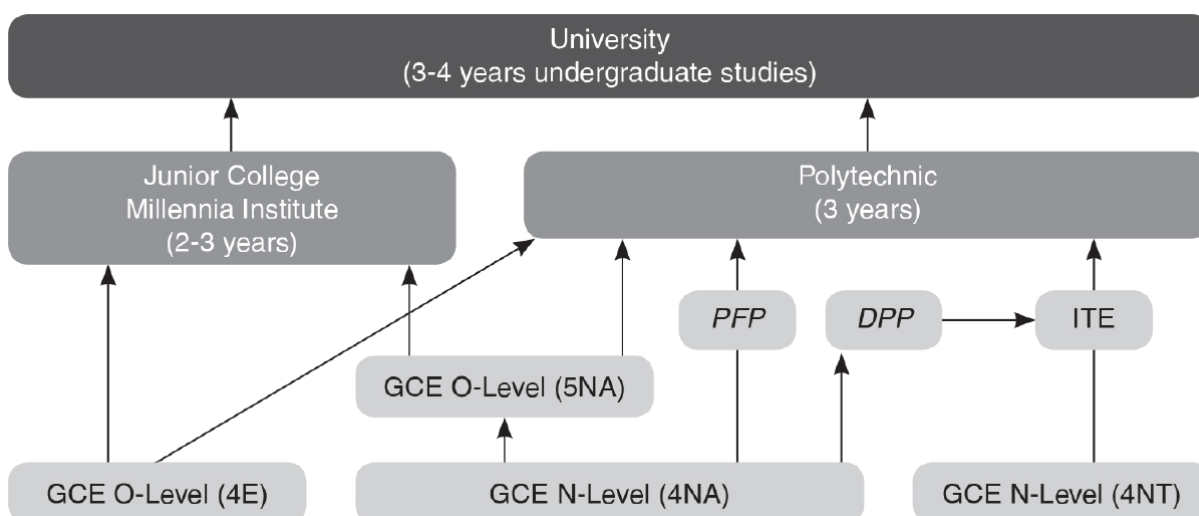 University
(3-4 years undergraduate studies)
Junior College
Millennia Institute
(2-3 years)
Polytechnic
(3 years)
PFP
DPP
ITE
GCE O-Level (5NA)
GCE O-Level (4E)
GCE N-Level (4NA)
GCE N-Level (4NT)